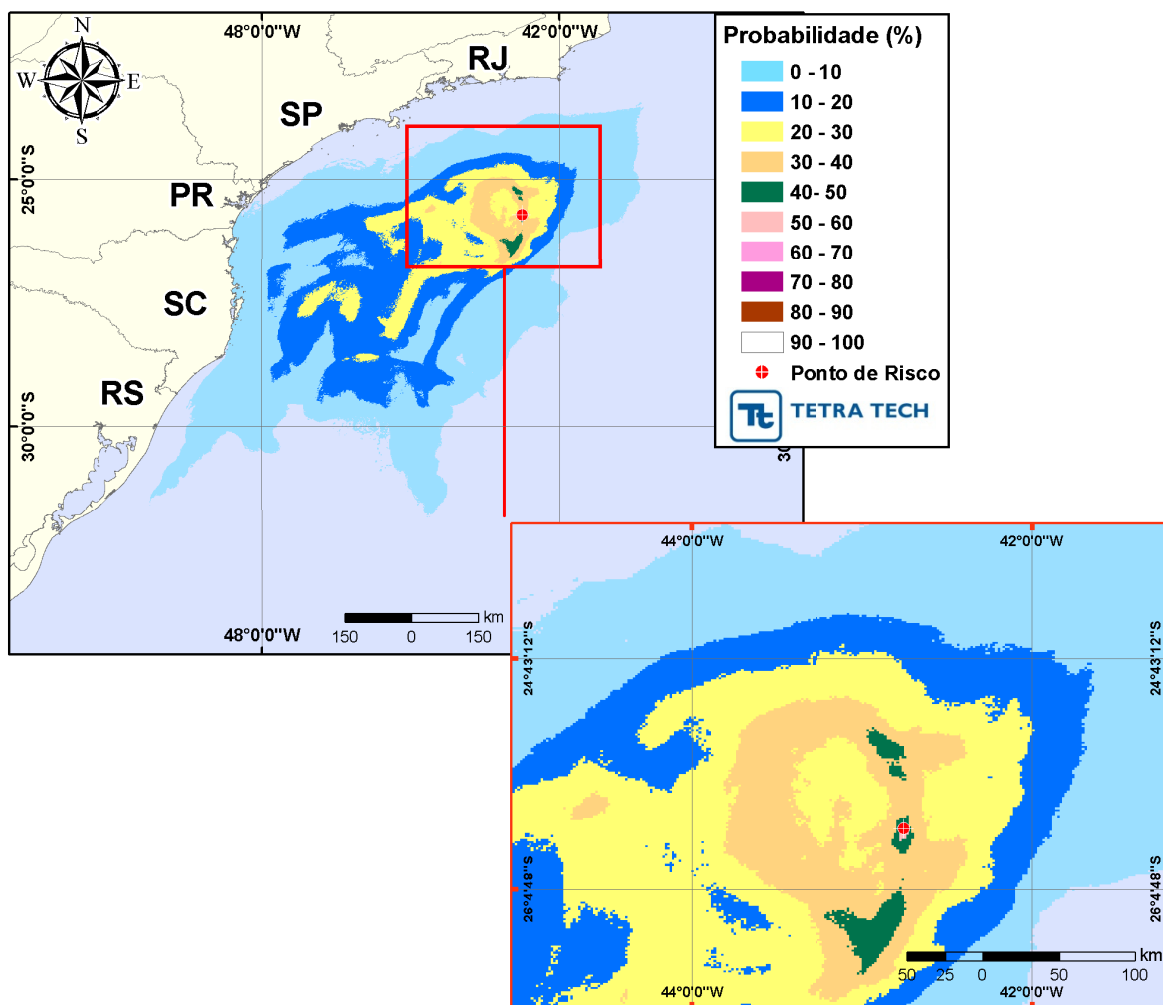 N
W E
S
48°0'0"W
42°0'0"W
RJ
SP
25°0'0"S
PR
SC
RS
30°0'0"S
30
48°0'0"W
km
150 0 150
Probabilidade (%)
0 - 10
10 - 20
20 - 30
30 - 40
40- 50
50 - 60
60 - 70
70 - 80
80 - 90
90 - 100
Ponto de Risco
Tt TETRA TECH
44°0'0"W
42°0'0"W
24°43'12"S
24°43'12"S
26°4'48"S
26°4'48"S
km
50 25 0 50 100
44°0'0"W
42°0'0"W